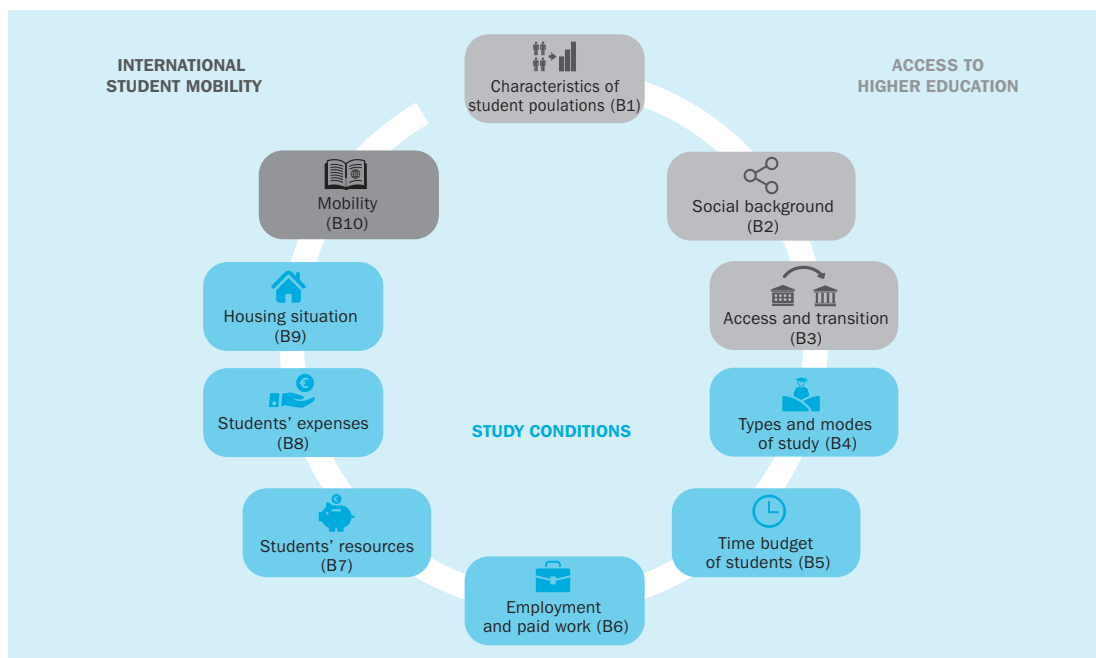 INTERNATIONAL
STUDENT MOBILITY
ACCESS TO
HIGHER EDUCATION
Characteristics of
student poulations (B1)
Social background
(B2)
Access and transition
(B3)
Types and modes
of study (B4)
Time budget
of students (B5)
Employment
and paid work (B6)
Students’ resources
(B7)
€
Students’ expenses
(B8)
€
Housing situation
(B9)
Mobility
(B10)
STUDY CONDITIONS